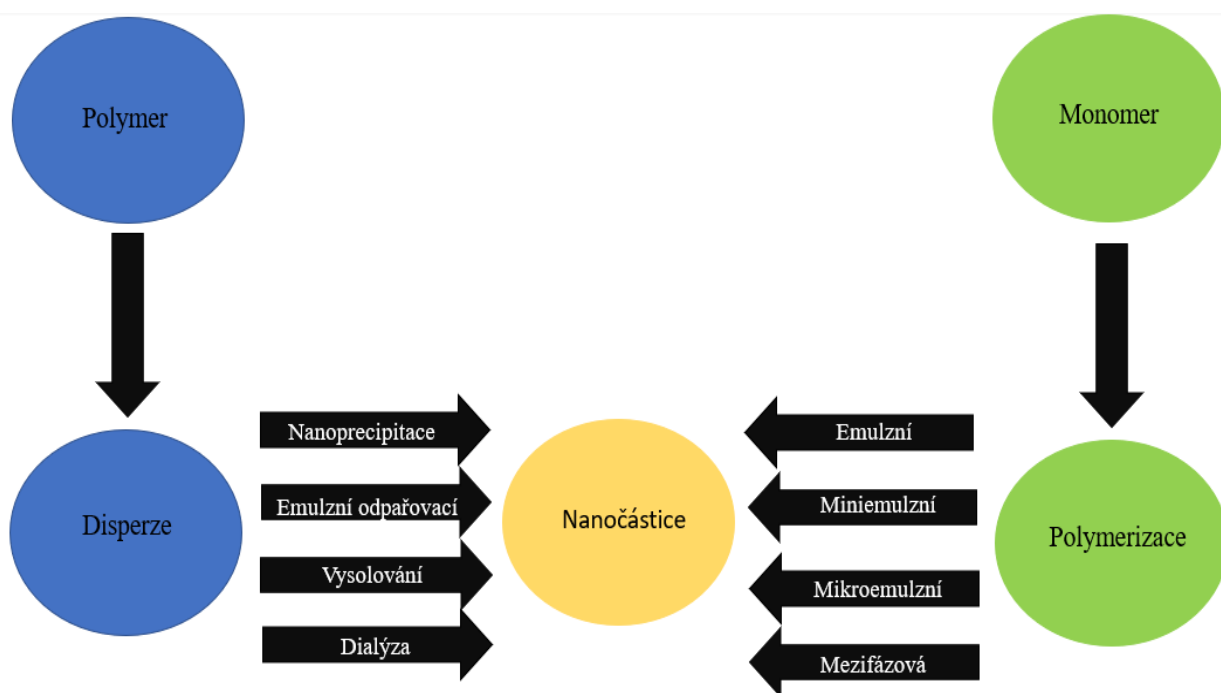 Polymer
Monomer
Nanoprecipitace
Emulzní
Emulzní odpařovací
Miniemulzní
Disperze
Nanočástice
Polymerizace
Vysolování
Mikroemulzní
Dialýza
Mezifázová